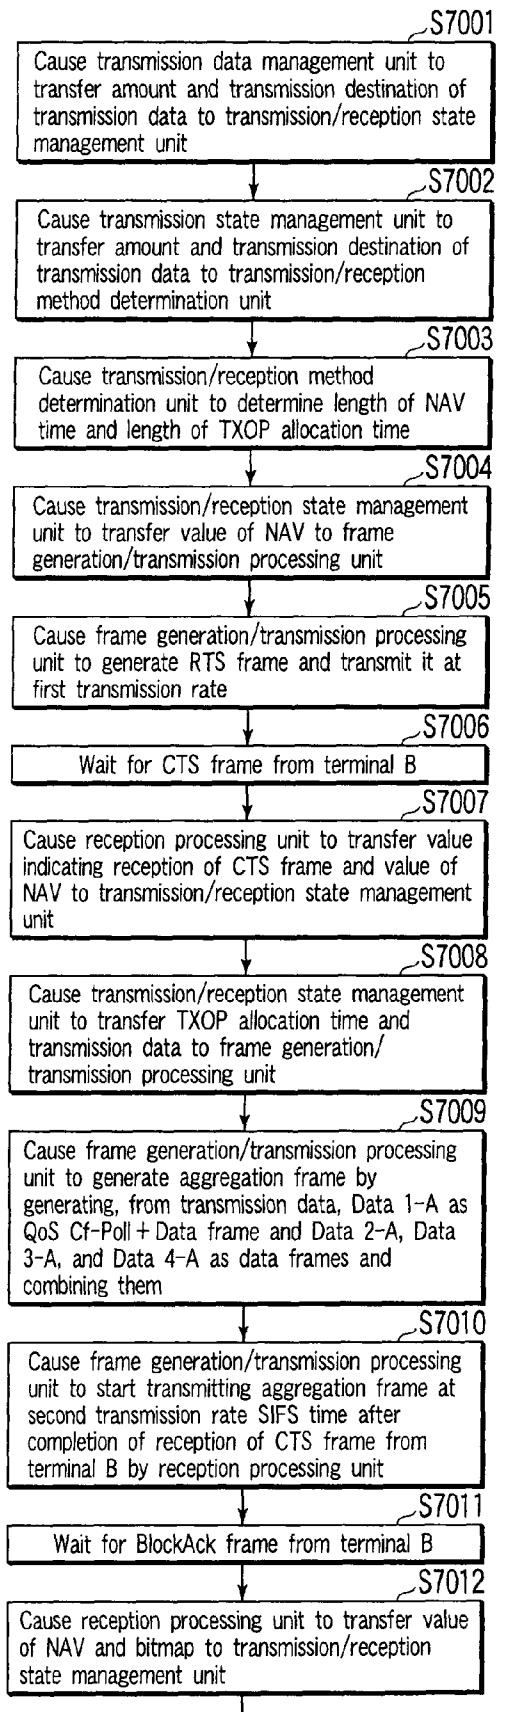 S7001
Cause transmission data management unit to
transfer amount and transmission destination of
transmission data to transmission/reception state
management unit
S7002
Cause transmission state management unit to
transfer amount and transmission destination of
transmission data to transmission/reception
method determination unit
S7003
Cause transmission/reception method
determination unit to determine length of NAV
time and length of TXOP allocation time
S7004
Cause transmission/reception state management
unit to transfer value of NAV to frame
generation/transmission processing unit
S7005
Cause frame generation/transmission processing
unit to generate RTS frame and transmit it at
first transmission rate
S7006
Wait for CTS frame from terminal B
S7007
Cause reception processing unit to transfer value
indicating reception of CTS frame and value of
NAV to transmission/reception state management
unit
S7008
Cause transmission/reception state management
unit to transfer TXOP allocation time and
transmission data to frame generation/
transmission processing unit
S7009
Cause frame generation/transmission processing
unit to generate aggregation frame by
generating, from transmission data, Data 1-A as
QoS Cf-Poll + Data frame and Data 2-A, Data
3-A, and Data 4-A as data frames and
combining them
S7010
Cause frame generation/transmission processing
unit to start transmitting aggregation frame at
second transmission rate SIFS time after
completion of reception of CTS frame from
terminal B by reception processing unit
S7011
Wait for BlockAck frame from terminal B
S7012
Cause reception processing unit to transfer value
of NAV and bitmap to transmission/reception
state management unit